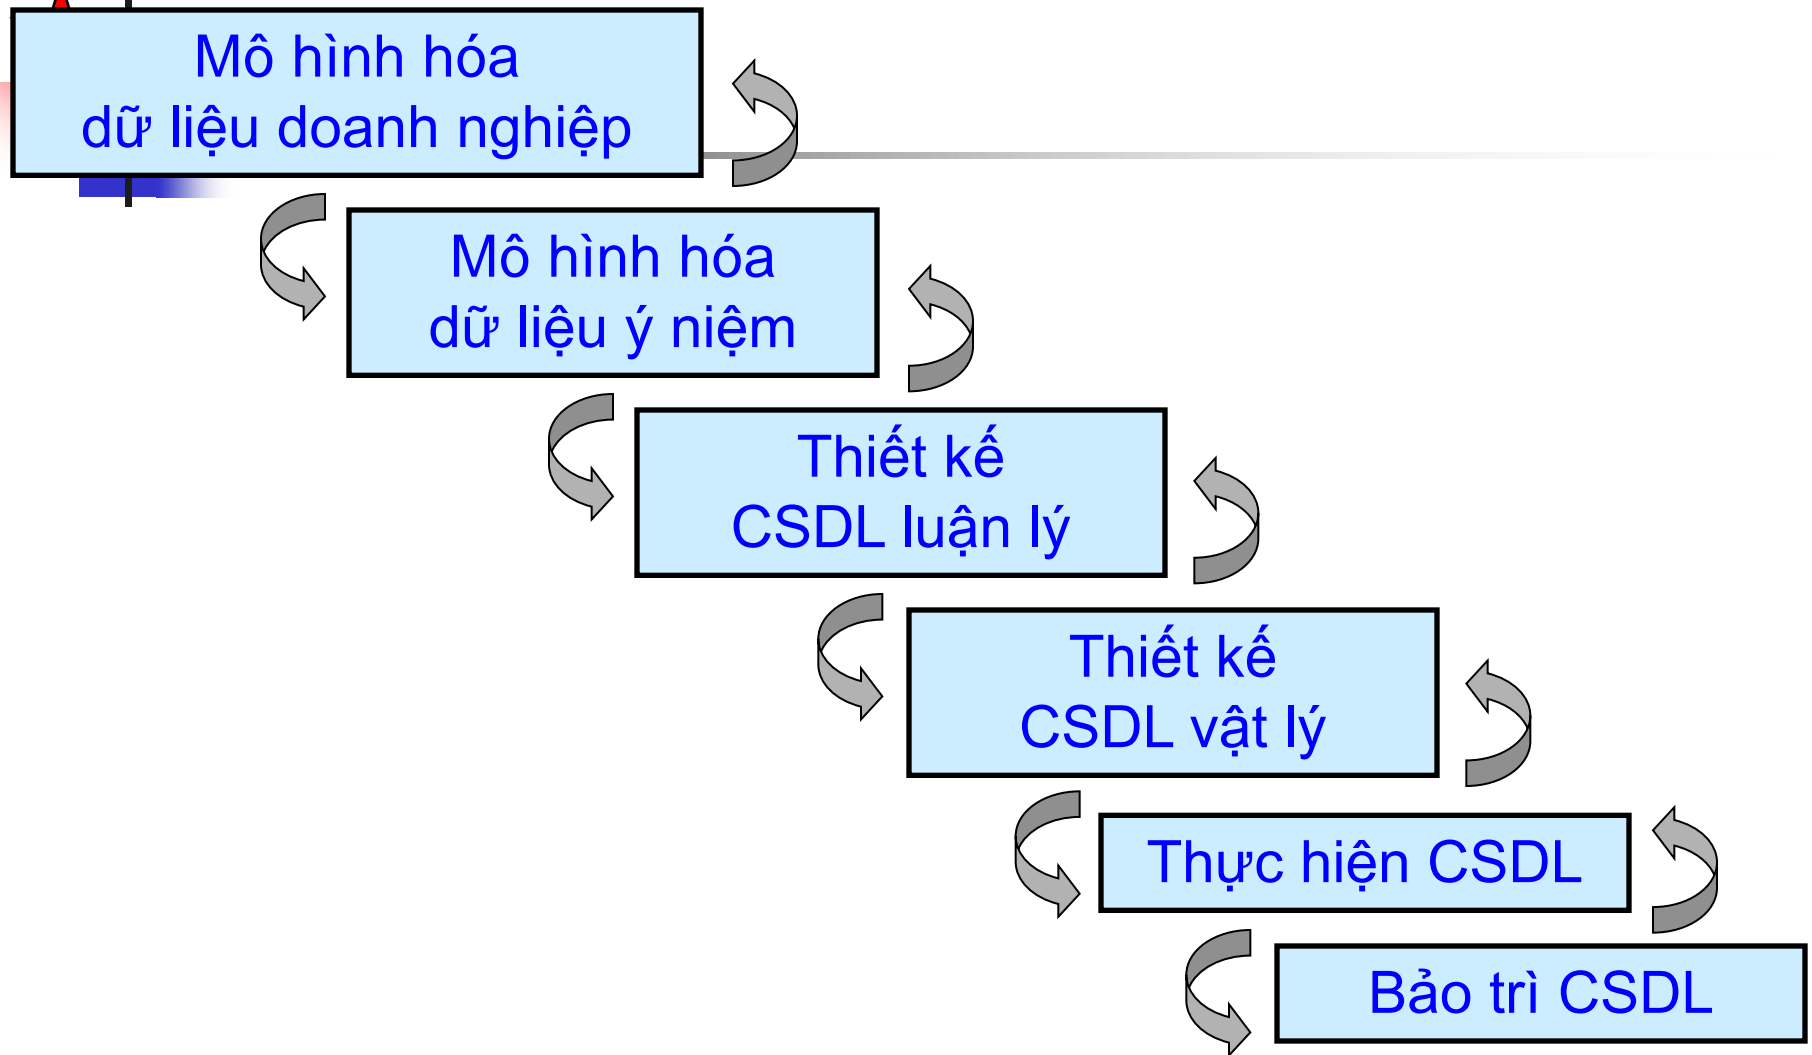 Mô hình hóa
dữ liệu doanh nghiệp
Mô hình hóa
dữ liệu ý niệm
Thiết kế
CSDL luận lý
Thiết kế
CSDL vật lý
Thực hiện CSDL
Bảo trì CSDL